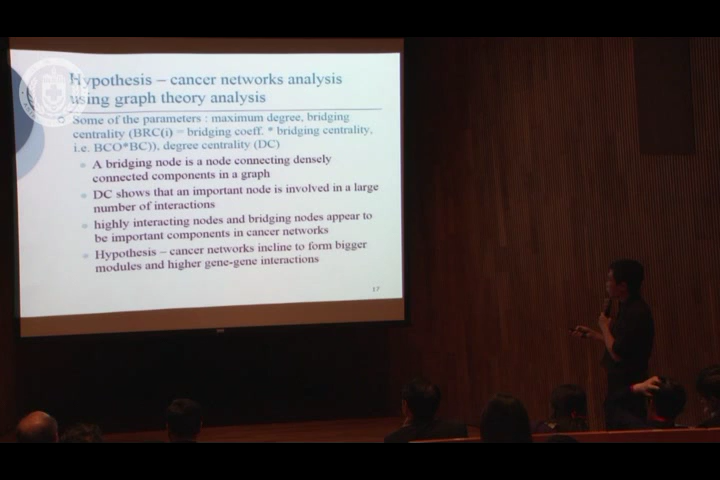 Hypothesis – cancer networks analysis
using graph theory analysis
Some of the parameters : maximum degree, bridging
centrality (BRC(i) = bridging coeff. * bridging centrality,
i.e. BCO*BC)), degree centrality (DC)
A bridging node is a node connecting densely
connected components in a graph
DC shows that an important node is involved in a large
number of interactions
highly interacting nodes and bridging nodes appear to
be important components in cancer networks
Hypothesis – cancer networks incline to form bigger
modules and higher gene-gene interactions
17